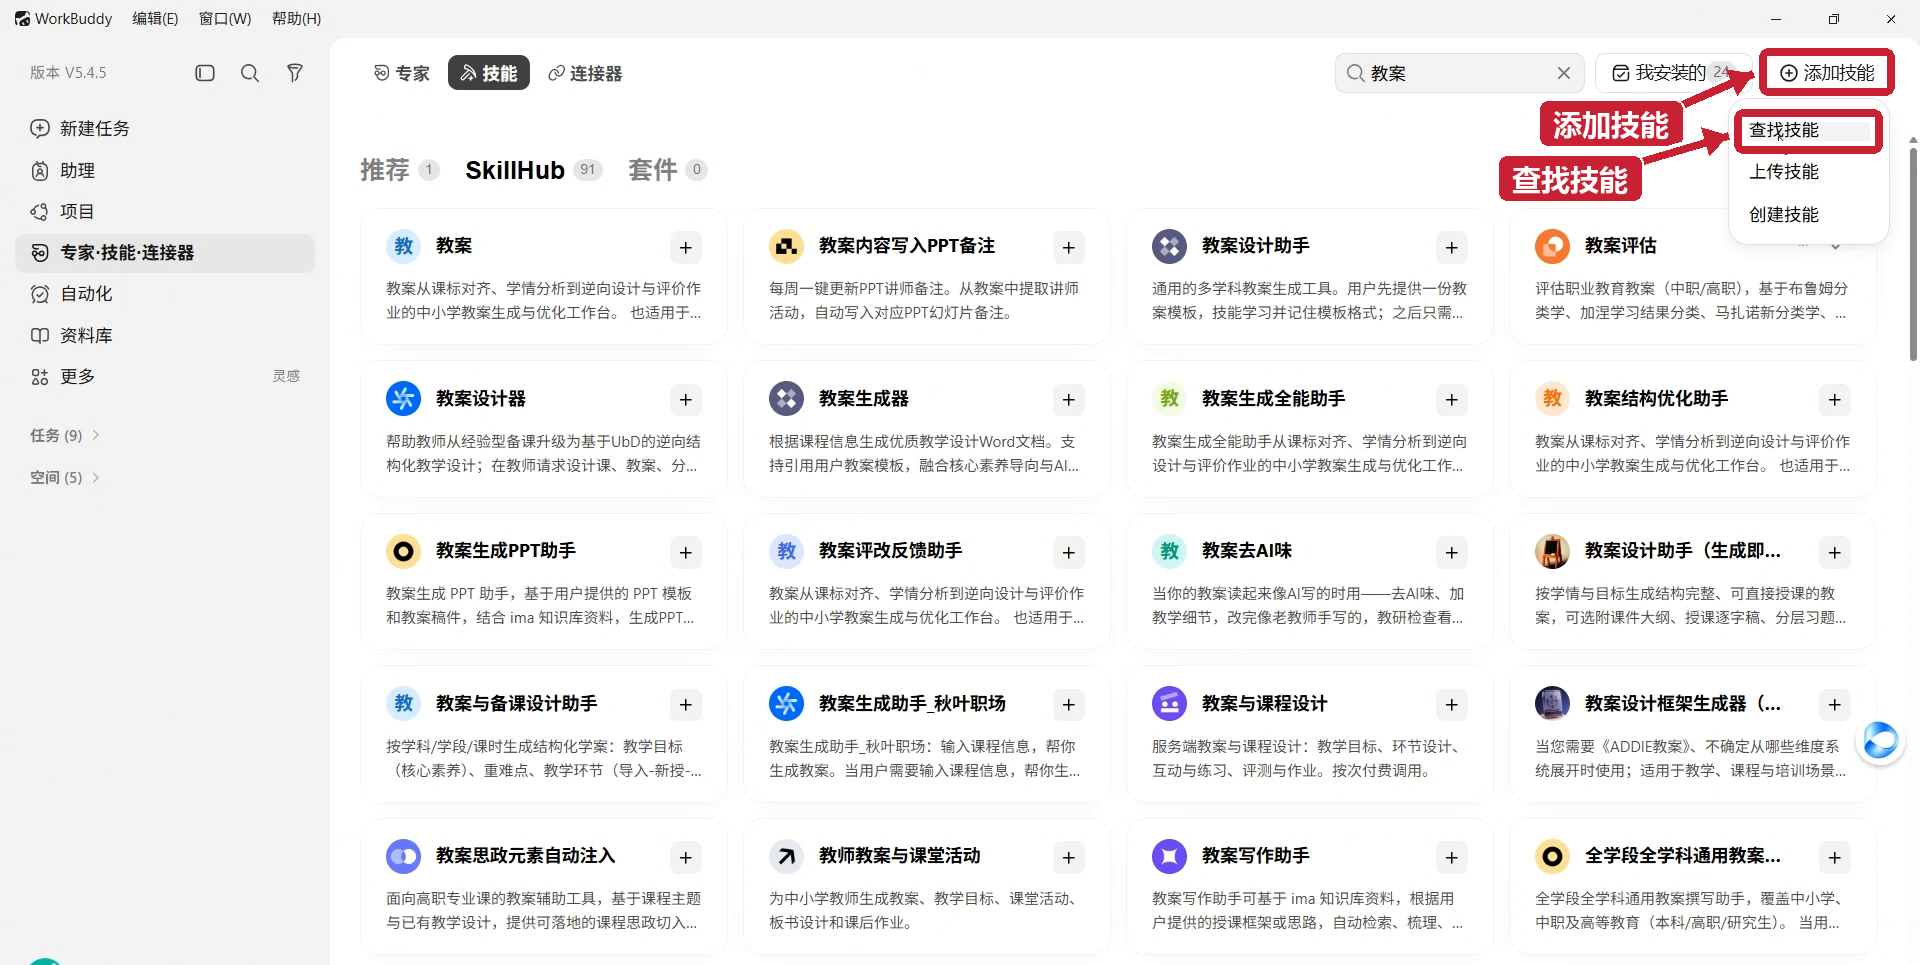 WorkBuddy 编辑(E) 窗口(W) 帮助(H)
版本 V5.4.5
新建任务
助理
项目
专家·技能·连接器
自动化
资料库
更多 灵感
任务 (9)
空间 (5)
专家 技能 连接器
教案
我安装的 24
添加技能
添加技能
查找技能
查找技能
上传技能
创建技能
推荐 1 SkillHub 91 套件 0
教案
教案从课标对齐、学情分析到逆向设计与评价作
业的中小学教案生成与优化工作台。 也适用于...
教案内容写入PPT备注
每周一键更新PPT讲师备注。从教案中提取讲师
活动，自动写入对应PPT幻灯片备注。
教案设计助手
通用的多学科教案生成工具。用户先提供一份教
案模板，技能学习并记住模板格式；之后只需...
教案评估
评估职业教育教案（中职/高职），基于布鲁姆分
类学、加涅学习结果分类、马扎诺新分类学、...
教案设计器
帮助教师从经验型备课升级为基于UbD的逆向结
构化教学设计；在教师请求设计课、教案、分...
教案生成器
根据课程信息生成优质教学设计Word文档。支
持引用用户教案模板，融合核心素养导向与AI...
教案生成全能助手
教案生成全能助手从课标对齐、学情分析到逆向
设计与评价作业的中小学教案生成与优化工作...
教案结构优化助手
教案从课标对齐、学情分析到逆向设计与评价作
业的中小学教案生成与优化工作台。 也适用于...
教案生成PPT助手
教案生成 PPT 助手，基于用户提供的 PPT 模板
和教案稿件，结合 ima 知识库资料，生成PPT...
教案评改反馈助手
教案从课标对齐、学情分析到逆向设计与评价作
业的中小学教案生成与优化工作台。 也适用于...
教案去AI味
当你的教案读起来像AI写的时用——去AI味、加
教学细节，改完像老教师手写的，教研检查看...
教案设计助手（生成即...
按学情与目标生成结构完整、可直接授课的教
案，可选附课件大纲、授课逐字稿、分层习题...
教案与备课设计助手
按学科/学段/课时生成结构化学案：教学目标
（核心素养）、重难点、教学环节（导入-新授-...
教案生成助手_秋叶职场
教案生成助手_秋叶职场：输入课程信息，帮你
生成教案。当用户需要输入课程信息，帮你生...
教案与课程设计
服务端教案与课程设计：教学目标、环节设计、
互动与练习、评测与作业。按次付费调用。
教案设计框架生成器（...
当您需要《ADDIE教案》、不确定从哪些维度系
统展开时使用；适用于教学、课程与培训场景...
教案思政元素自动注入
面向高职专业课的教案辅助工具，基于课程主题
与已有教学设计，提供可落地的课程思政切入...
教师教案与课堂活动
为中小学教师生成教案、教学目标、课堂活动、
板书设计和课后作业。
教案写作助手
教案写作助手可基于 ima 知识库资料，根据用
户提供的授课框架或思路，自动检索、梳理、...
全学段全学科通用教案...
全学段全学科通用教案撰写助手，覆盖中小学、
中职及高等教育（本科/高职/研究生）。 当用...